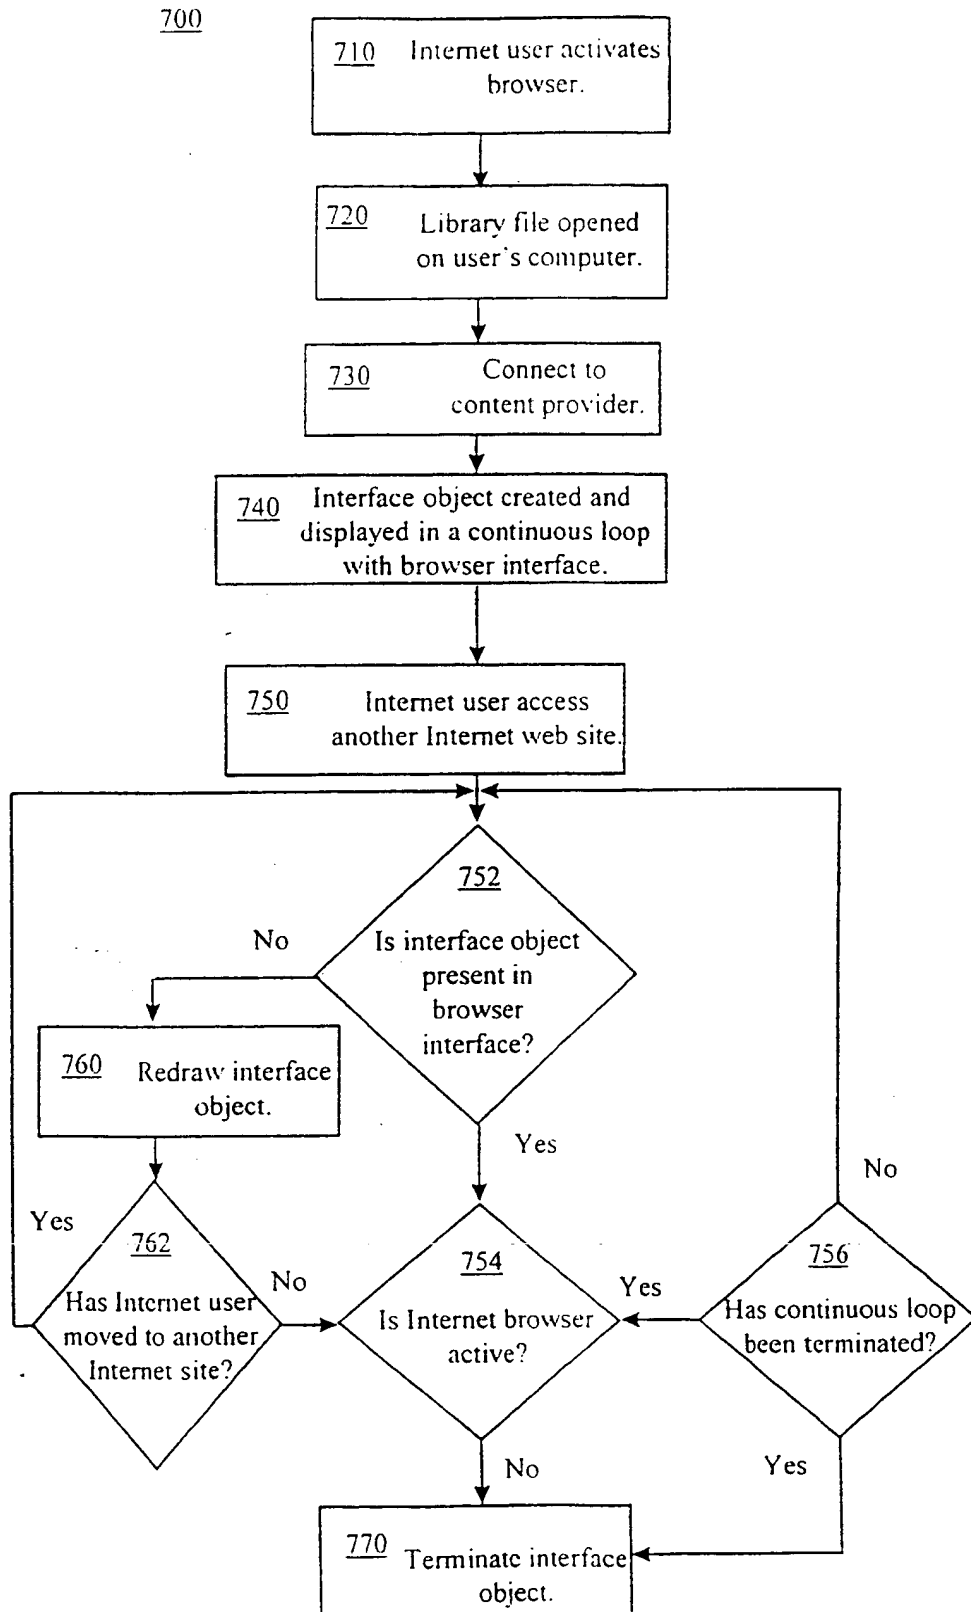 700
710 Internet user activates
browser.
720 Library file opened
on user's computer.
730 Connect to
content provider.
740 Interface object created and
displayed in a continuous loop
with browser interface.
750 Internet user access
another Internet web site.
752
Is interface object
present in
browser
interface?
No
Yes
760 Redraw interface
object.
762
Has Internet user
moved to another
Internet site?
Yes
No
754
Is Internet browser
active?
Yes
No
756
Has continuous loop
been terminated?
No
Yes
770 Terminate interface
object.